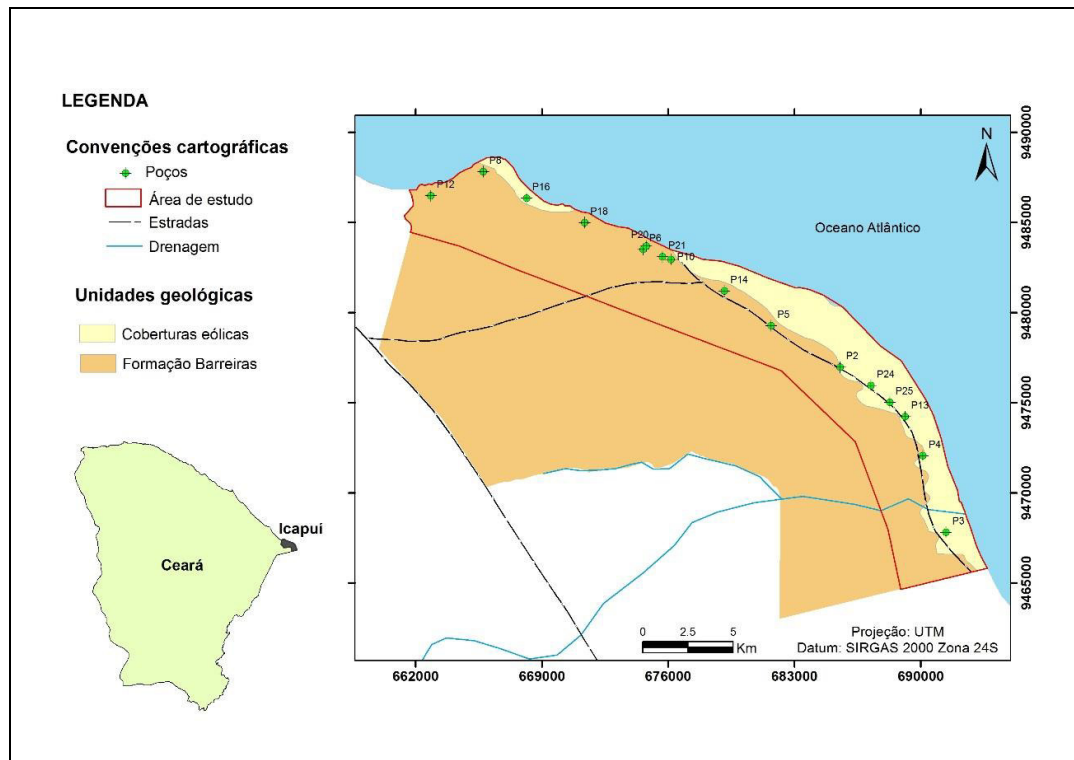 LEGENDA
Convenções cartográficas
Poços
Área de estudo
Estradas
Drenagem
Unidades geológicas
Coberturas eólicas
Formação Barreiras
Ceará
Icapuí
N
Oceano Atlântico
P8
P12
P16
P18
P20
P6
P21
P10
P14
P5
P2
P24
P25
P13
P4
P3
0 2.5 5
Km
Projeção: UTM
Datum: SIRGAS 2000 Zona 24S
662000 669000 676000 683000 690000
9490000
9485000
9480000
9475000
9470000
9465000